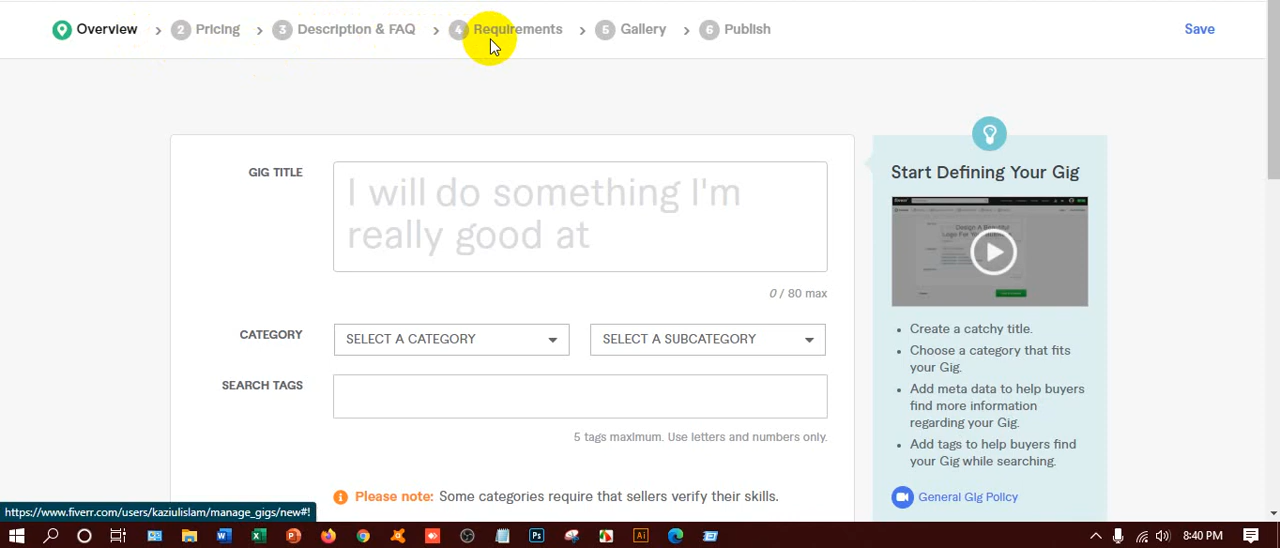 Overview > 2 Pricing > 3 Description & FAQ > 4 Requirements > 5 Gallery > 6 Publish
Save
GIG TITLE
I will do something I'm
really good at
0 / 80 max
CATEGORY
SELECT A CATEGORY
SELECT A SUBCATEGORY
SEARCH TAGS
5 tags maximum. Use letters and numbers only.
Please note: Some categories require that sellers verify their skills.
Start Defining Your Gig
• Create a catchy title.
• Choose a category that fits
your Gig.
• Add meta data to help buyers
find more information
regarding your Gig.
• Add tags to help buyers find
your Gig while searching.
General Gig Policy
https://www.fiverr.com/users/kaziulislam/manage_gigs/new#!
8:40 PM